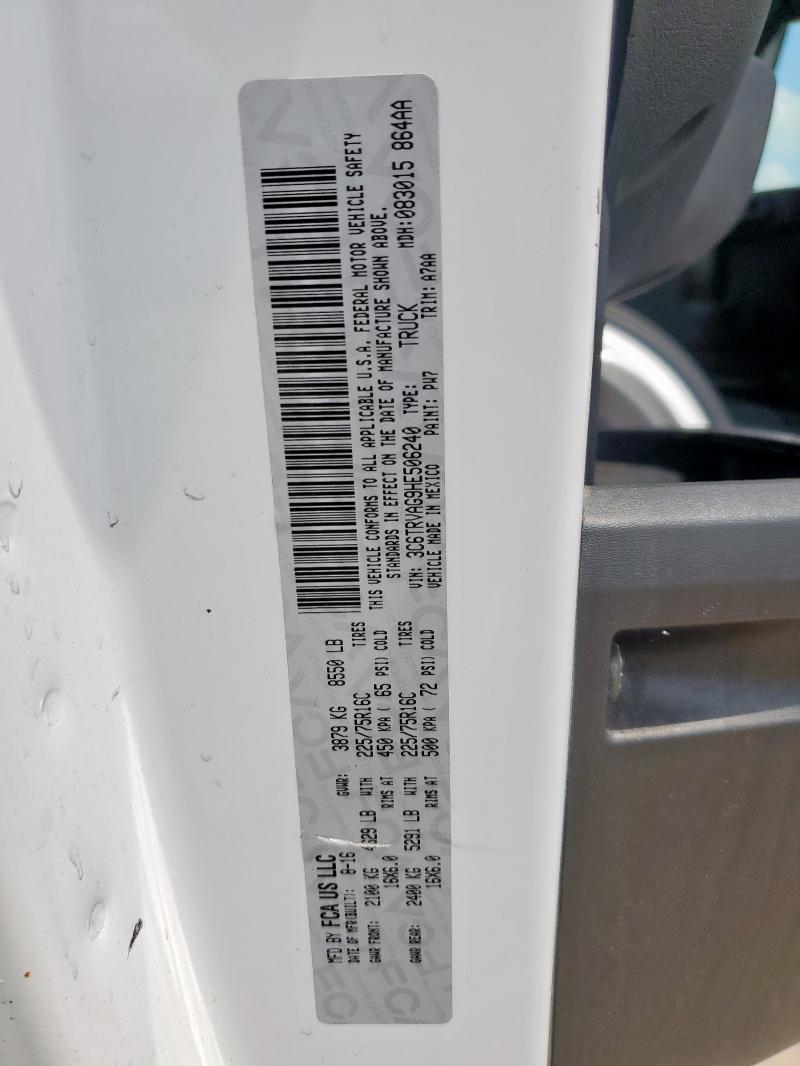 MFD BY FCA US LLC
DATE OF MFR(BUILT): 8-16 GVWR: 3879 KG 8550 LB
GAWR FRONT: 2100 KG 4629 LB WITH 225/75R16C TIRES
16X6.0 RIMS AT 450 KPA ( 65 PSI) COLD
GAWR REAR: 2400 KG 5291 LB WITH 225/75R16C TIRES
16X6.0 RIMS AT 500 KPA ( 72 PSI) COLD
THIS VEHICLE CONFORMS TO ALL APPLICABLE U.S.A. FEDERAL MOTOR VEHICLE SAFETY
STANDARDS IN EFFECT ON THE DATE OF MANUFACTURE SHOWN ABOVE.
VIN: 3C6TRVAG9HE506240 TYPE: TRUCK MDH:083015 864AA
VEHICLE MADE IN MEXICO PAINT: PW7 TRIM: A7AA